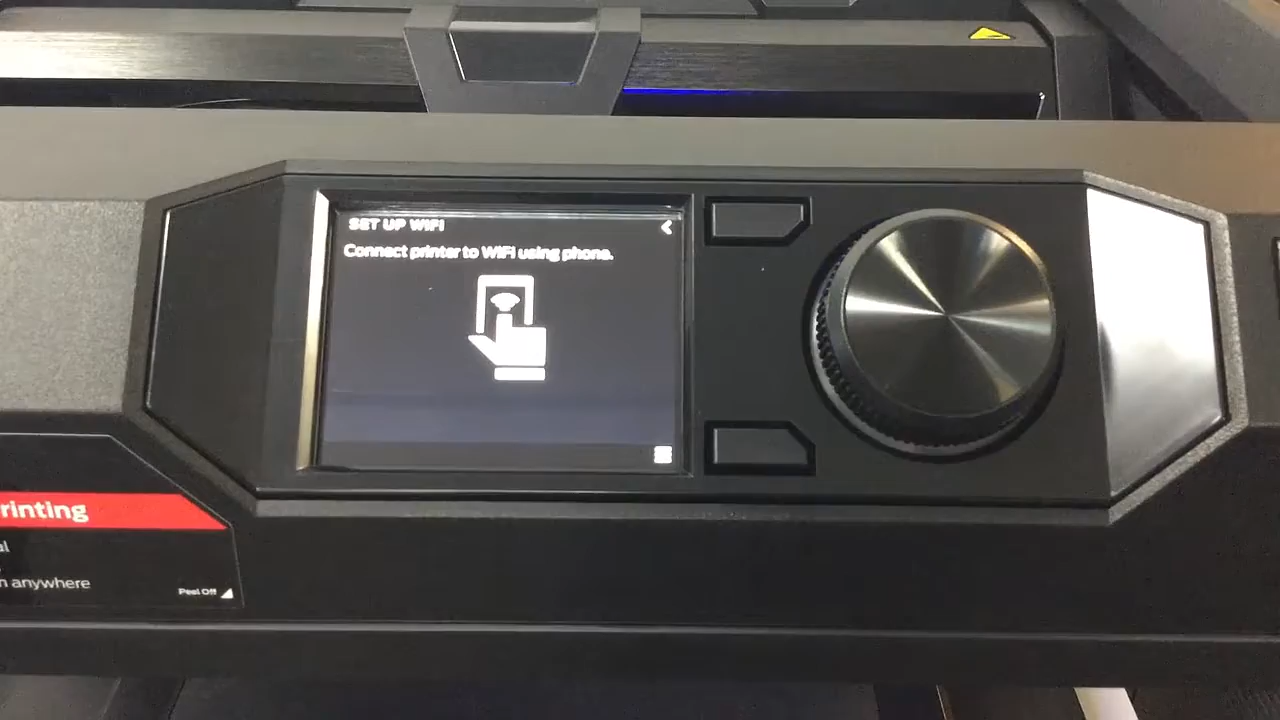 SET UP WIFI
Connect printer to WiFi using phone.
rinting
al
n anywhere
Peel Off